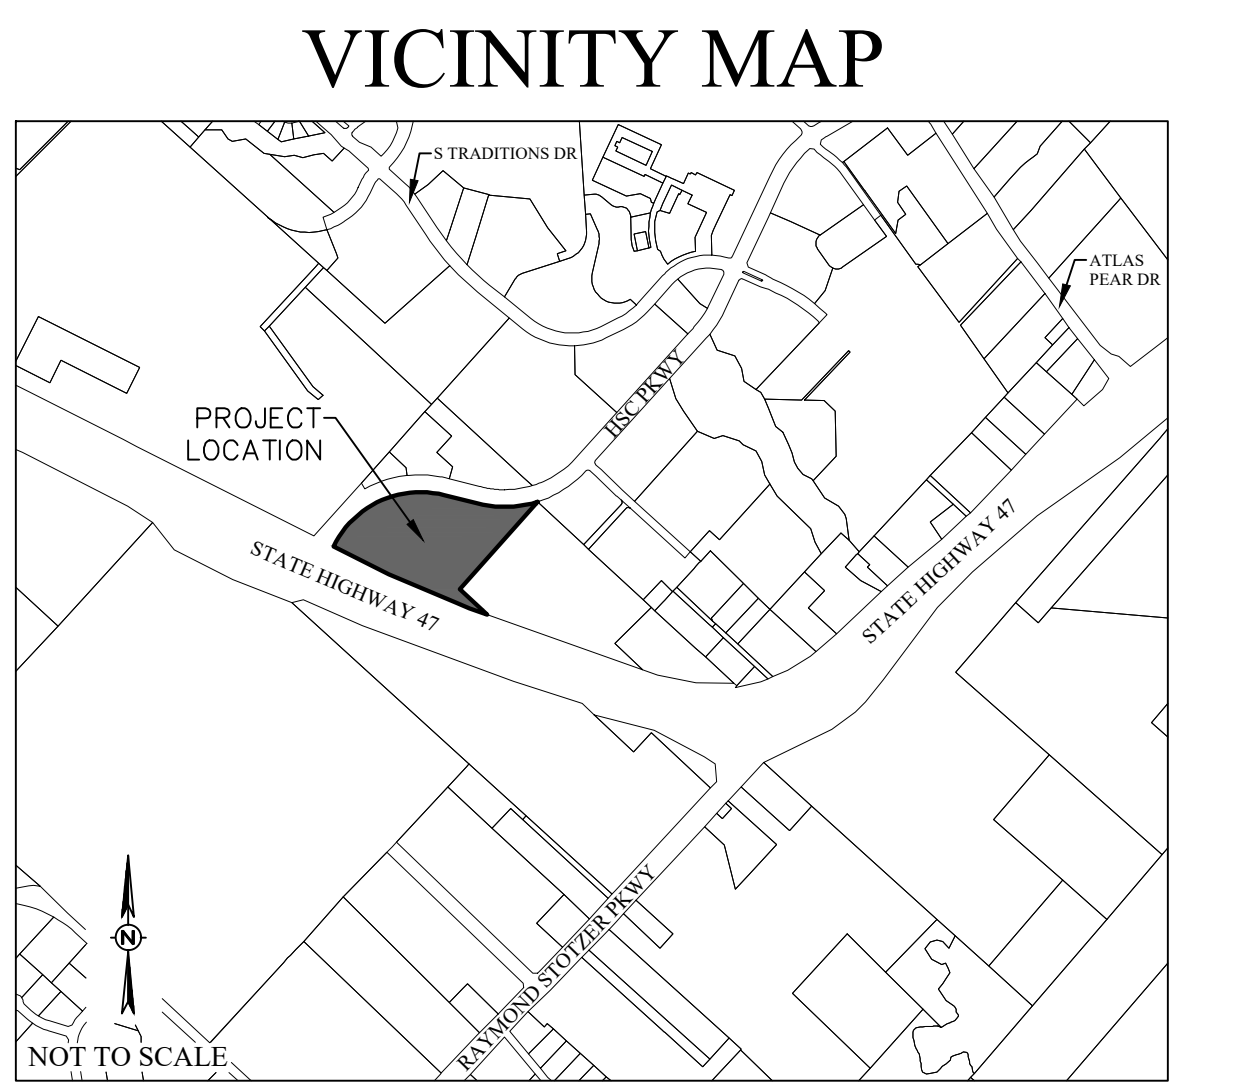 VICINITY MAP
S TRADITIONS DR
ATLAS
PEAR DR
HSC PKWY
PROJECT
LOCATION
STATE HIGHWAY 47
STATE HIGHWAY 47
RAYMOND STOTZER PKWY
N
NOT TO SCALE